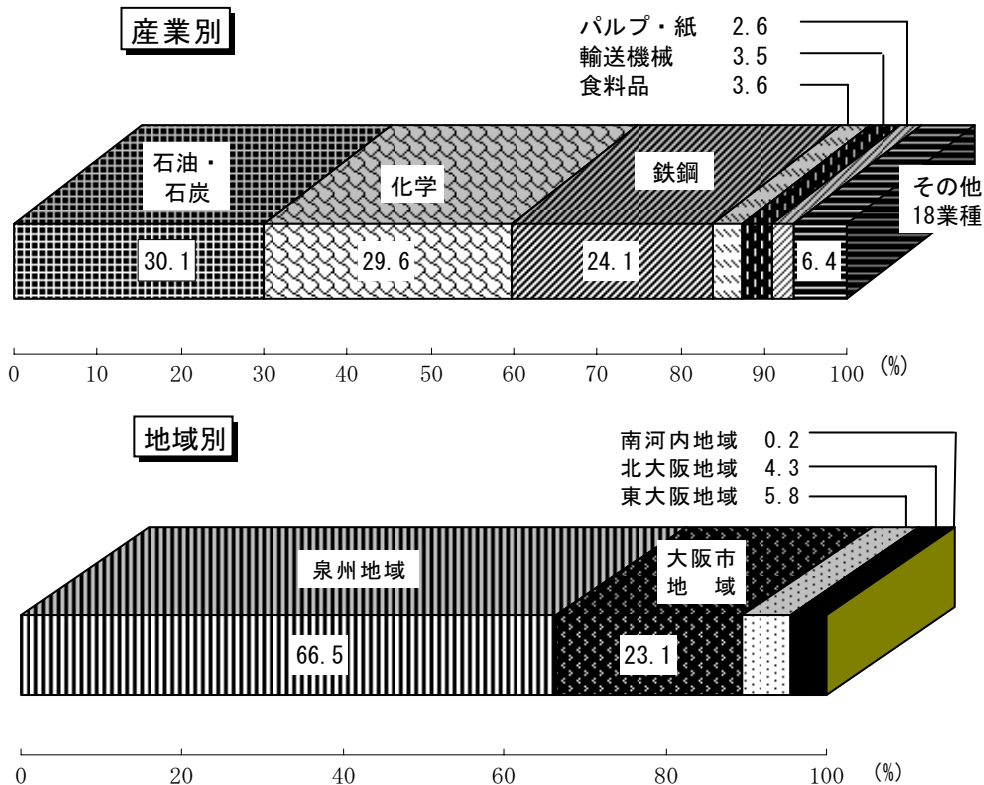 産業別
パルプ・紙 2.6
輸送機械 3.5
食料品 3.6
石油・
石炭
化学
鉄鋼
その他
18業種
30.1
29.6
24.1
6.4
0 10 20 30 40 50 60 70 80 90 100 (%)
地域別
南河内地域 0.2
北大阪地域 4.3
東大阪地域 5.8
泉州地域
大阪市
地 域
66.5
23.1
0 20 40 60 80 100 (%)